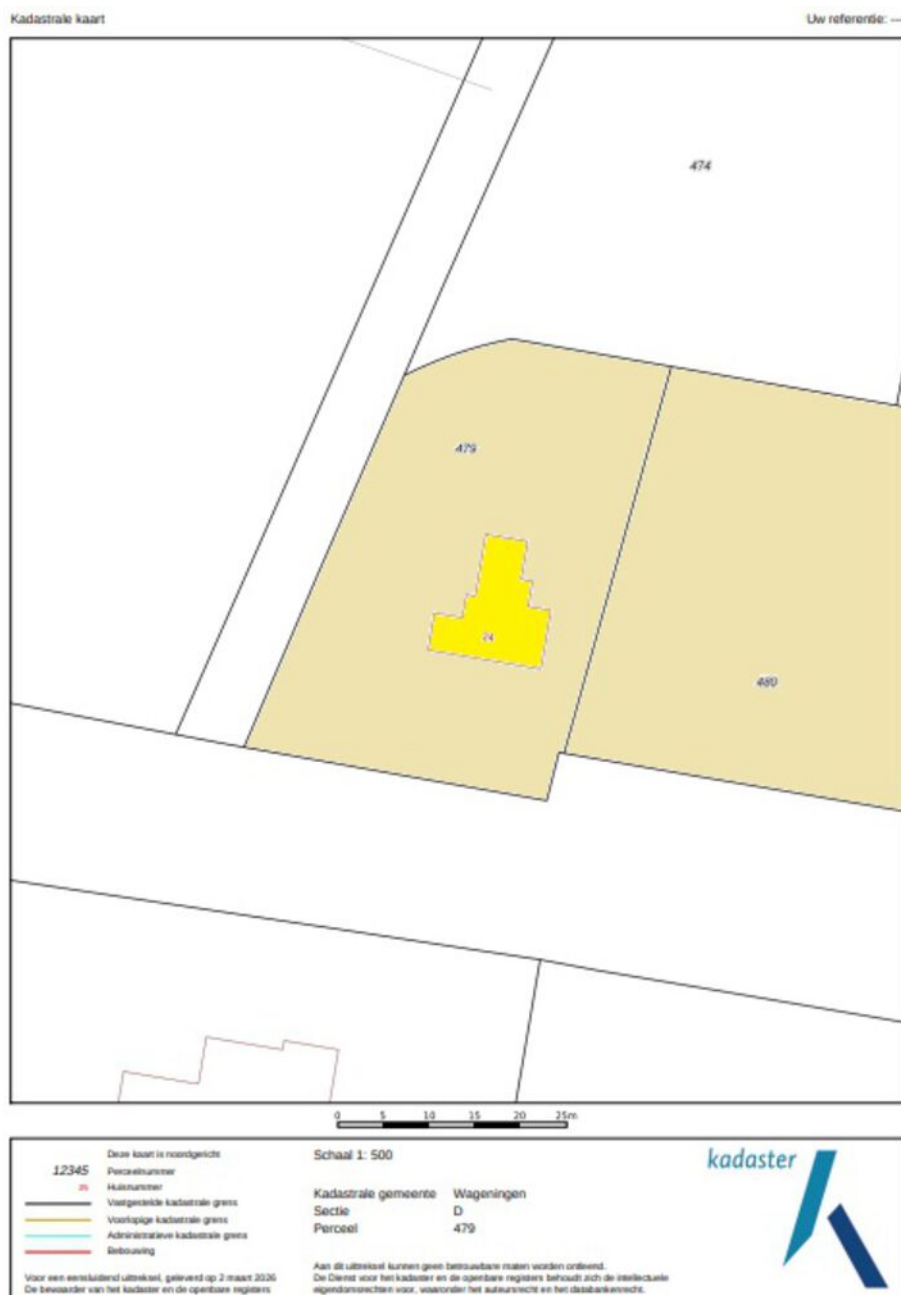 Kadastrale kaart
Uw referentie: ---
474
479
24
480
0 5 10 15 20 25m
Deze kaart is noordgericht
12345 Perceelnummer
25 Huisnummer
Vastgestelde kadastrale grens
Voorlopige kadastrale grens
Administratieve kadastrale grens
Bebouwing
Voor een eensluidend uittreksel, geleverd op 2 maart 2026
De bewaarder van het kadaster en de openbare registers
Schaal 1: 500
Kadastrale gemeente Wageningen
Sectie D
Perceel 479
Aan dit uittreksel kunnen geen betrouwbare maten worden ontleend.
De Dienst voor het kadaster en de openbare registers behoudt zich de intellectuele
eigendomsrechten voor, waaronder het auteursrecht en het databankenrecht.
kadaster